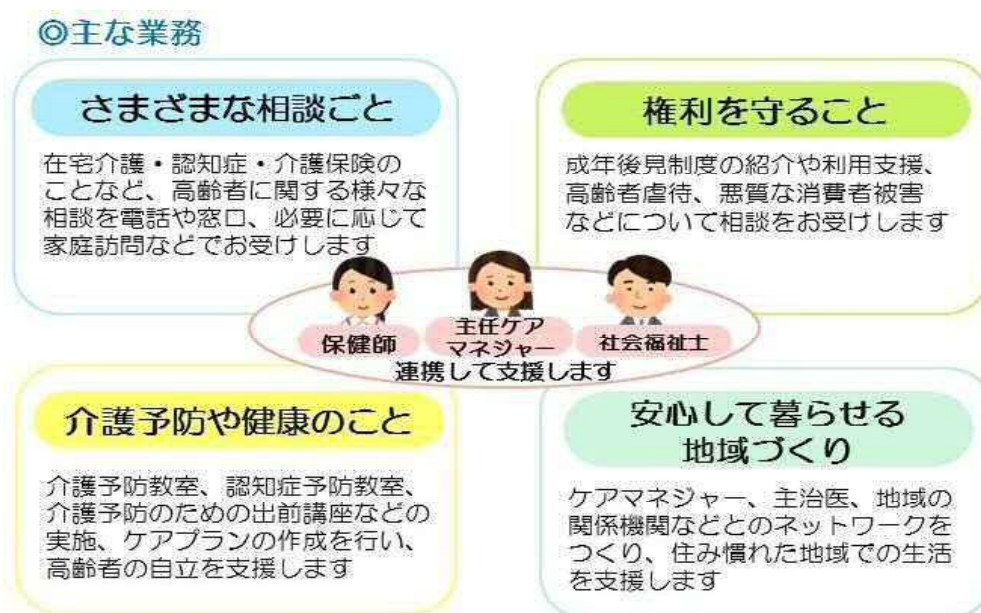 ◎主な業務
さまざまな相談ごと
在宅介護・認知症・介護保険の
ことなど、高齢者に関する様々な
相談を電話や窓口、必要に応じて
家庭訪問などでお受けします
権利を守ること
成年後見制度の紹介や利用支援、
高齢者虐待、悪質な消費者被害
などについて相談をお受けします
保健師
主任ケア
マネジャー
社会福祉士
連携して支援します
介護予防や健康のこと
介護予防教室、認知症予防教室、
介護予防のための出前講座などの
実施、ケアプランの作成を行い、
高齢者の自立を支援します
安心して暮らせる
地域づくり
ケアマネジャー、主治医、地域の
関係機関などとのネットワークを
つくり、住み慣れた地域での生活
を支援します